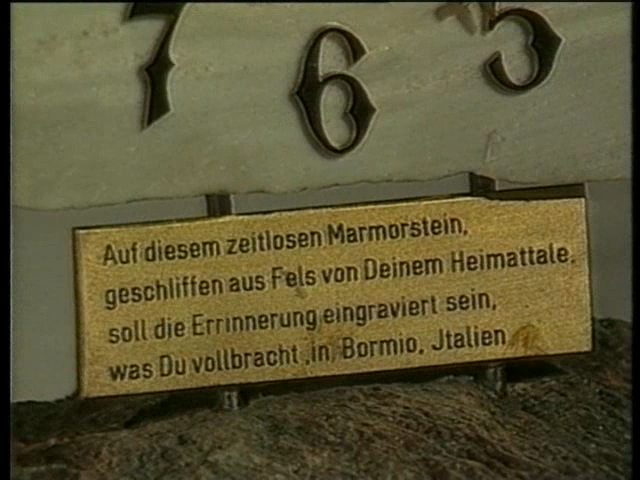 7 6 5
Auf diesem zeitlosen Marmorstein,
geschliffen aus Fels von Deinem Heimattale,
soll die Errinnerung eingraviert sein,
was Du vollbracht ,in, Bormio, Jtalien